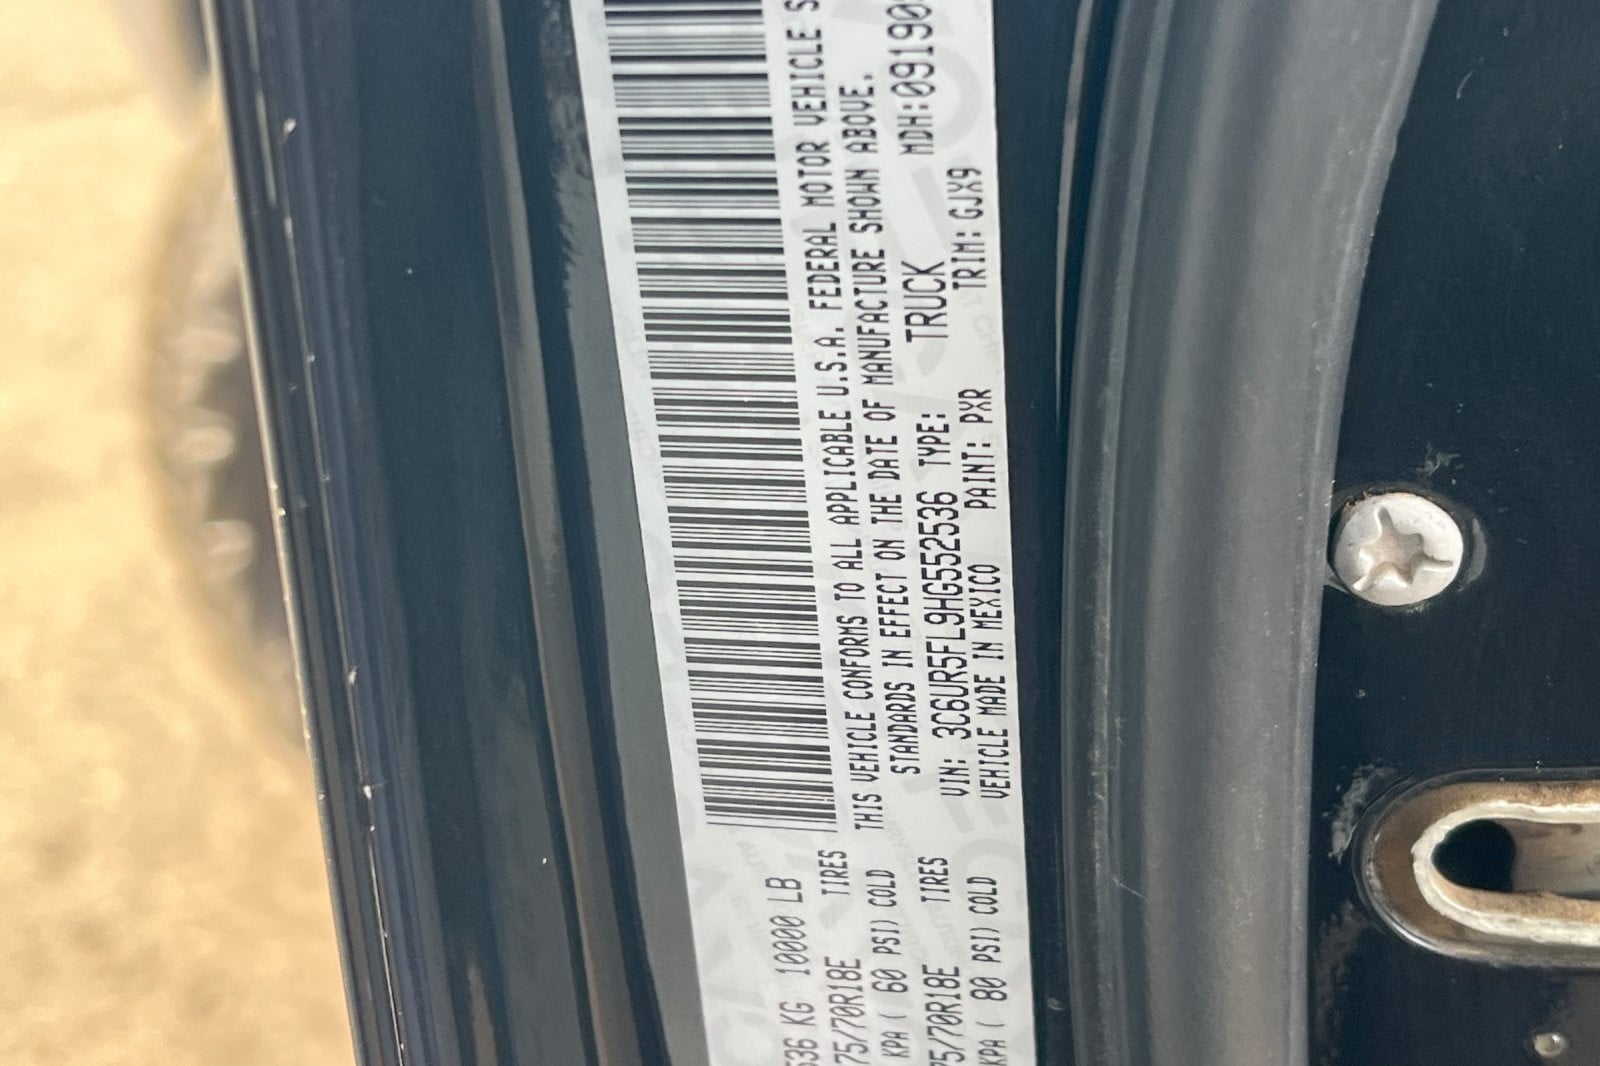 536 KG 10000 LB
75/70R18E TIRES
KPA ( 60 PSI) COLD
75/70R18E TIRES
KPA ( 80 PSI) COLD
THIS VEHICLE CONFORMS TO ALL APPLICABLE U.S.A. FEDERAL MOTOR VEHICLE S
STANDARDS IN EFFECT ON THE DATE OF MANUFACTURE SHOWN ABOVE.
VIN: 3C6UR5FL9HG552536 TYPE: TRUCK MDH:09190
VEHICLE MADE IN MEXICO PAINT: PXR TRIM: GJX9